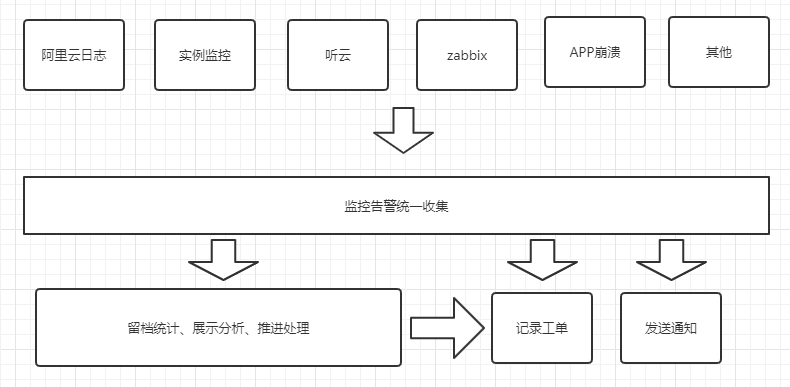 阿里云日志
实例监控
听云
zabbix
APP崩溃
其他
监控告警统一收集
留档统计、展示分析、推进处理
记录工单
发送通知